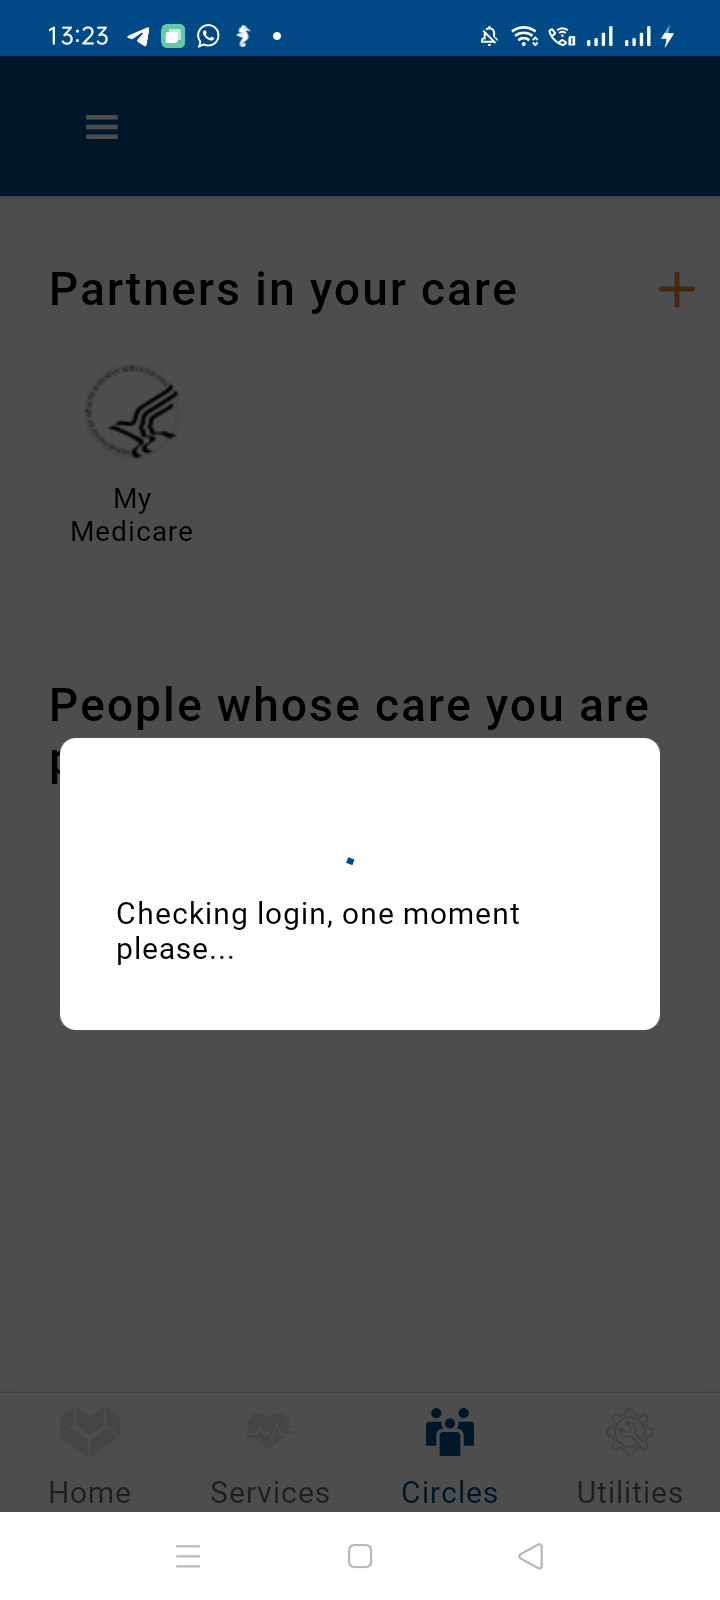 13:23
Partners in your care
My
Medicare
People whose care you are
Checking login, one moment
please...
Home
Services
Circles
Utilities